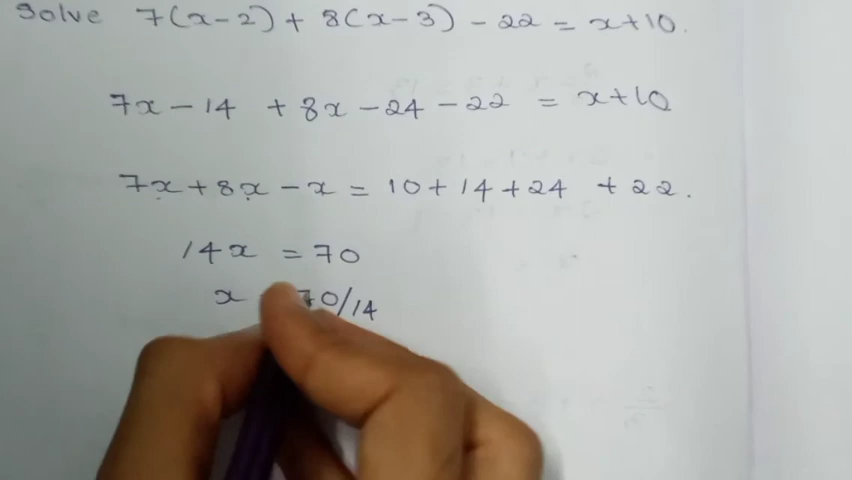 Solve 7(x-2) + 8(x-3) - 22 = x+10.
7x - 14 + 8x - 24 - 22 = x+10
7x + 8x - x = 10 + 14 + 24 + 22.
14x = 70
x 70/14